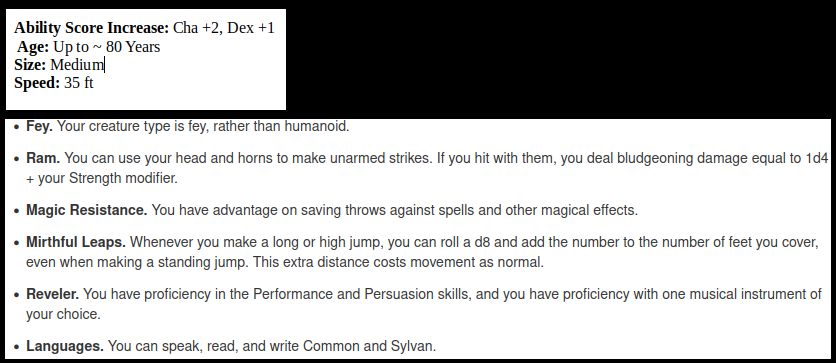 Ability Score Increase: Cha +2, Dex +1
Age: Up to ~ 80 Years
Size: Medium
Speed: 35 ft
• Fey. Your creature type is fey, rather than humanoid.
• Ram. You can use your head and horns to make unarmed strikes. If you hit with them, you deal bludgeoning damage equal to 1d4
+ your Strength modifier.
• Magic Resistance. You have advantage on saving throws against spells and other magical effects.
• Mirthful Leaps. Whenever you make a long or high jump, you can roll a d8 and add the number to the number of feet you cover,
even when making a standing jump. This extra distance costs movement as normal.
• Reveler. You have proficiency in the Performance and Persuasion skills, and you have proficiency with one musical instrument of
your choice.
• Languages. You can speak, read, and write Common and Sylvan.